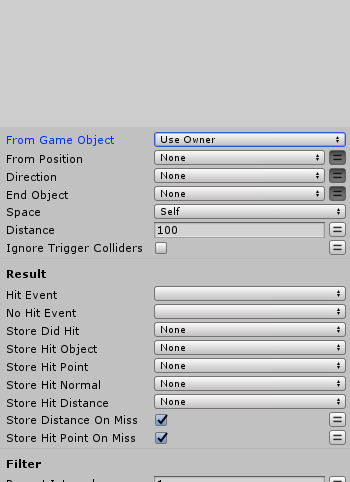 From Game Object Use Owner
From Position None
Direction None
End Object None
Space Self
Distance 100
Ignore Trigger Colliders
Result
Hit Event
No Hit Event
Store Did Hit None
Store Hit Object None
Store Hit Point None
Store Hit Normal None
Store Hit Distance None
Store Distance On Miss
Store Hit Point On Miss
Filter